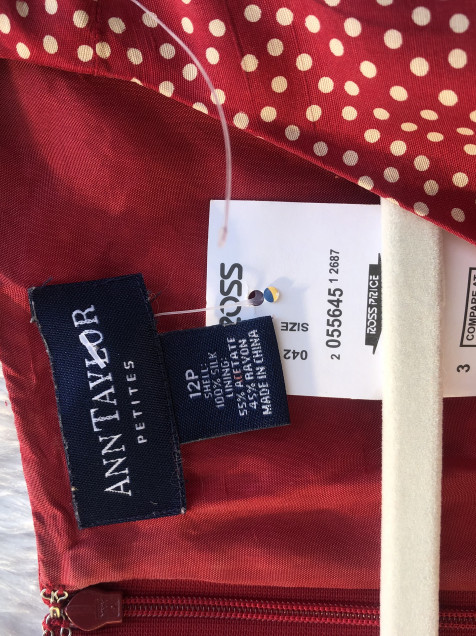 ANN TAYLOR
PETITES
12P
SHELL:
100% SILK
LINING:
55% ACETATE
45% RAYON
MADE IN CHINA
ROSS
042
SIZE
2 055645 1 2687
ROSS PRICE
COMPARE AT
3